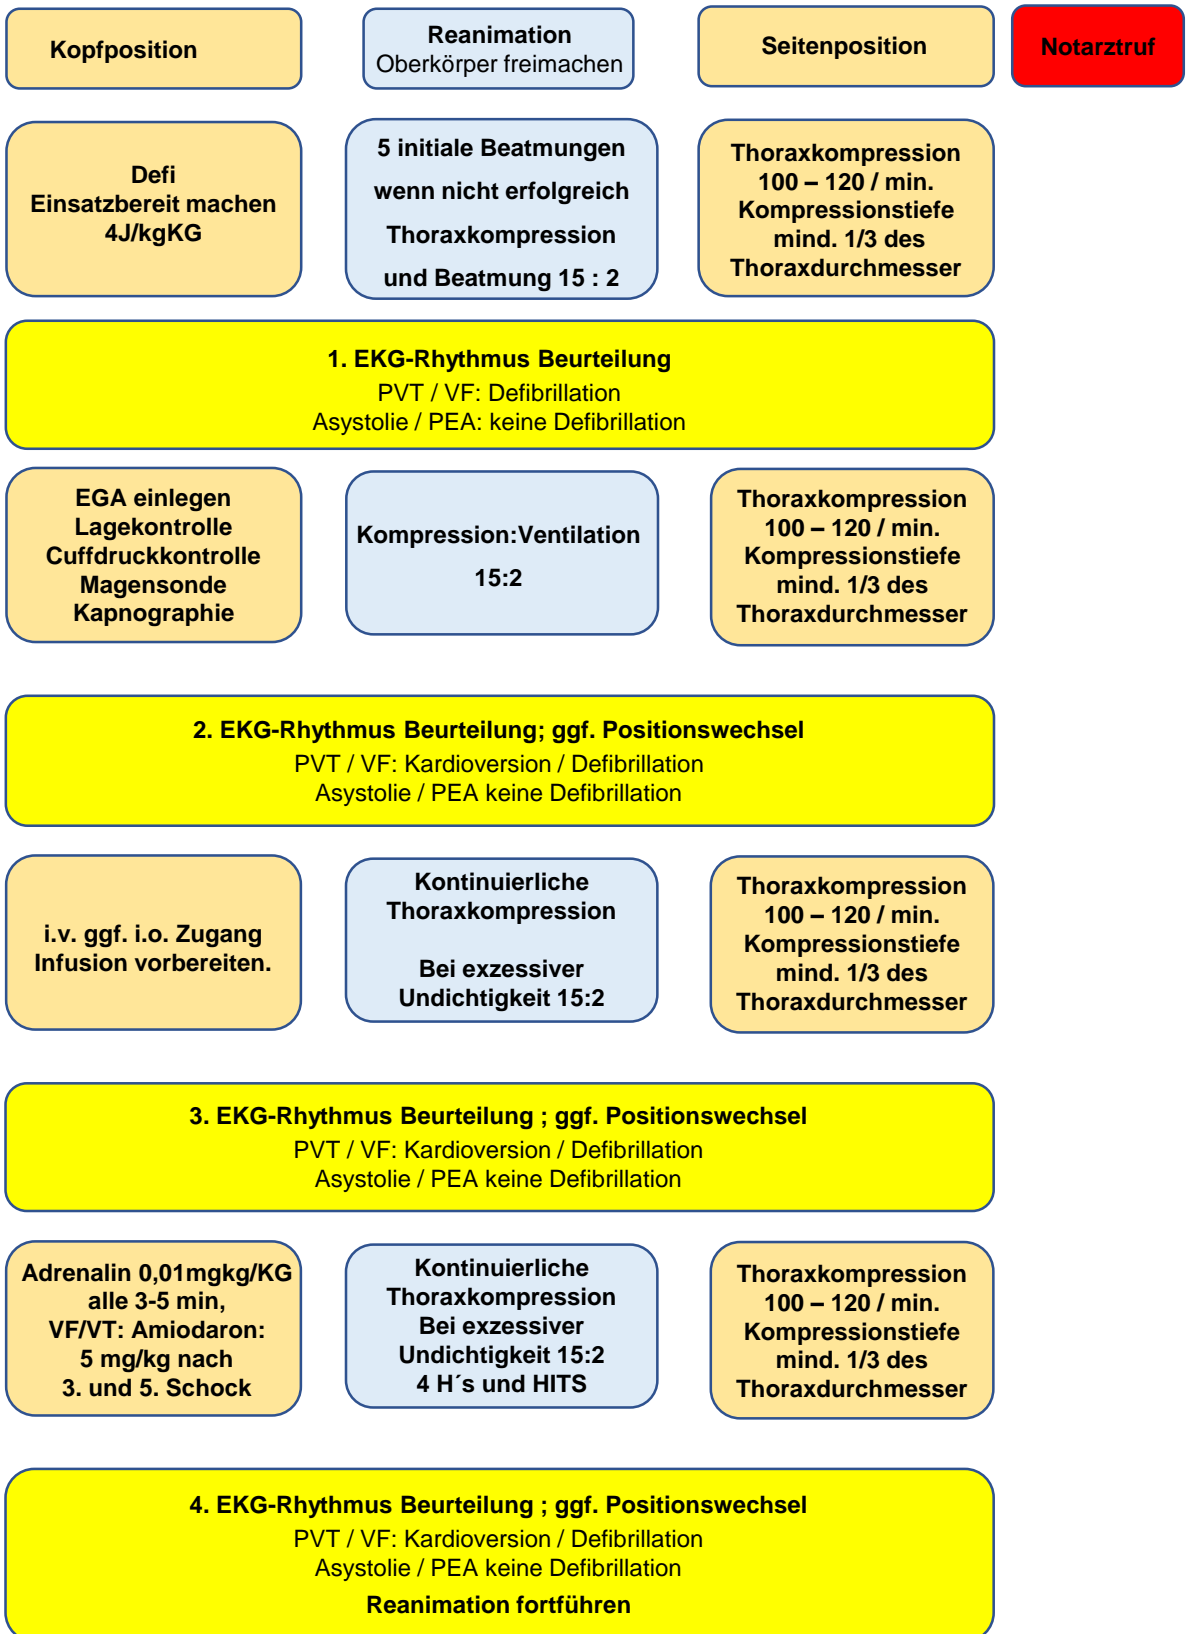 Kopfposition
Reanimation
Oberkörper freimachen
Seitenposition
Notarztruf
Defi
Einsatzbereit machen
4J/kgKG
5 initiale Beatmungen
wenn nicht erfolgreich
Thoraxkompression
und Beatmung 15 : 2
Thoraxkompression
100 – 120 / min.
Kompressionstiefe
mind. 1/3 des
Thoraxdurchmesser
1. EKG-Rhythmus Beurteilung
PVT / VF: Defibrillation
Asystolie / PEA: keine Defibrillation
EGA einlegen
Lagekontrolle
Cuffdruckkontrolle
Magensonde
Kapnographie
Kompression:Ventilation
15:2
Thoraxkompression
100 – 120 / min.
Kompressionstiefe
mind. 1/3 des
Thoraxdurchmesser
2. EKG-Rhythmus Beurteilung; ggf. Positionswechsel
PVT / VF: Kardioversion / Defibrillation
Asystolie / PEA keine Defibrillation
i.v. ggf. i.o. Zugang
Infusion vorbereiten.
Kontinuierliche
Thoraxkompression
Bei exzessiver
Undichtigkeit 15:2
Thoraxkompression
100 – 120 / min.
Kompressionstiefe
mind. 1/3 des
Thoraxdurchmesser
3. EKG-Rhythmus Beurteilung ; ggf. Positionswechsel
PVT / VF: Kardioversion / Defibrillation
Asystolie / PEA keine Defibrillation
Adrenalin 0,01mgkg/KG
alle 3-5 min,
VF/VT: Amiodaron:
5 mg/kg nach
3. und 5. Schock
Kontinuierliche
Thoraxkompression
Bei exzessiver
Undichtigkeit 15:2
4 H´s und HITS
Thoraxkompression
100 – 120 / min.
Kompressionstiefe
mind. 1/3 des
Thoraxdurchmesser
4. EKG-Rhythmus Beurteilung ; ggf. Positionswechsel
PVT / VF: Kardioversion / Defibrillation
Asystolie / PEA keine Defibrillation
Reanimation fortführen